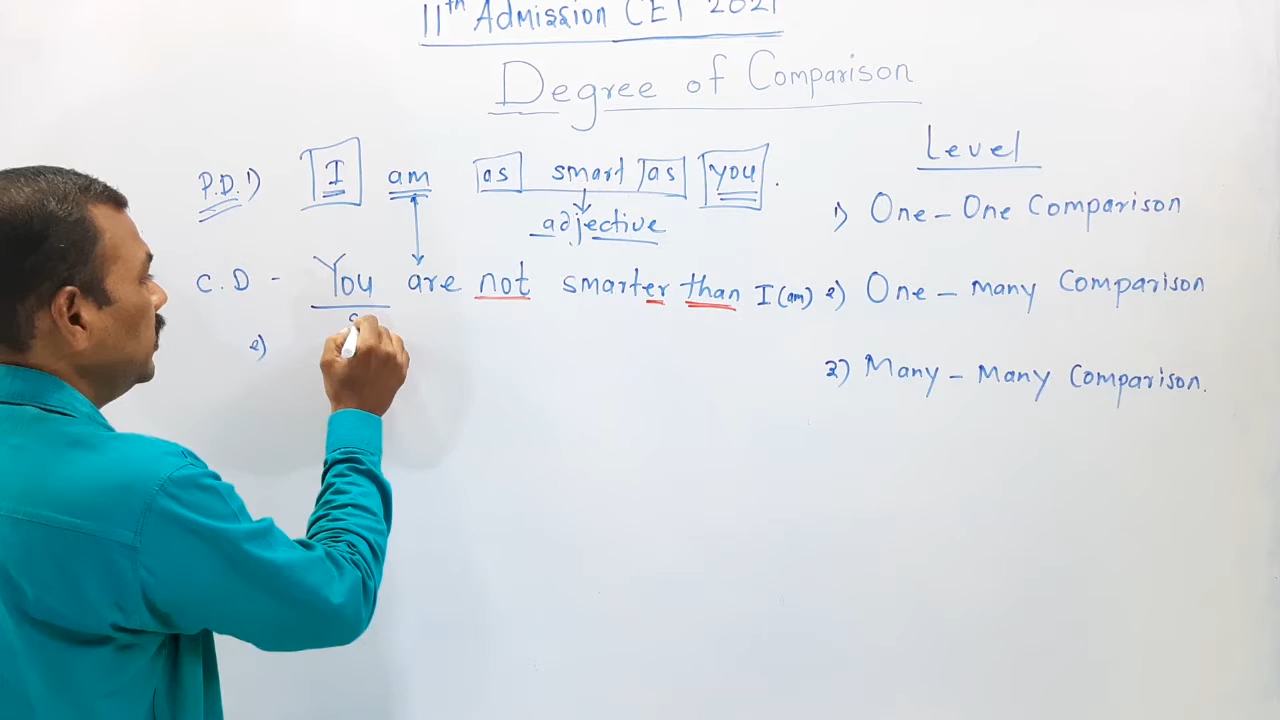 11th Admission CET 2021
Degree of Comparison
P.D. 1) I am as smart as you.
adjective
C.D - You are not smarter than I (am)
2)
Level
1) One - One Comparison
2) One - Many Comparison
3) Many - Many Comparison.